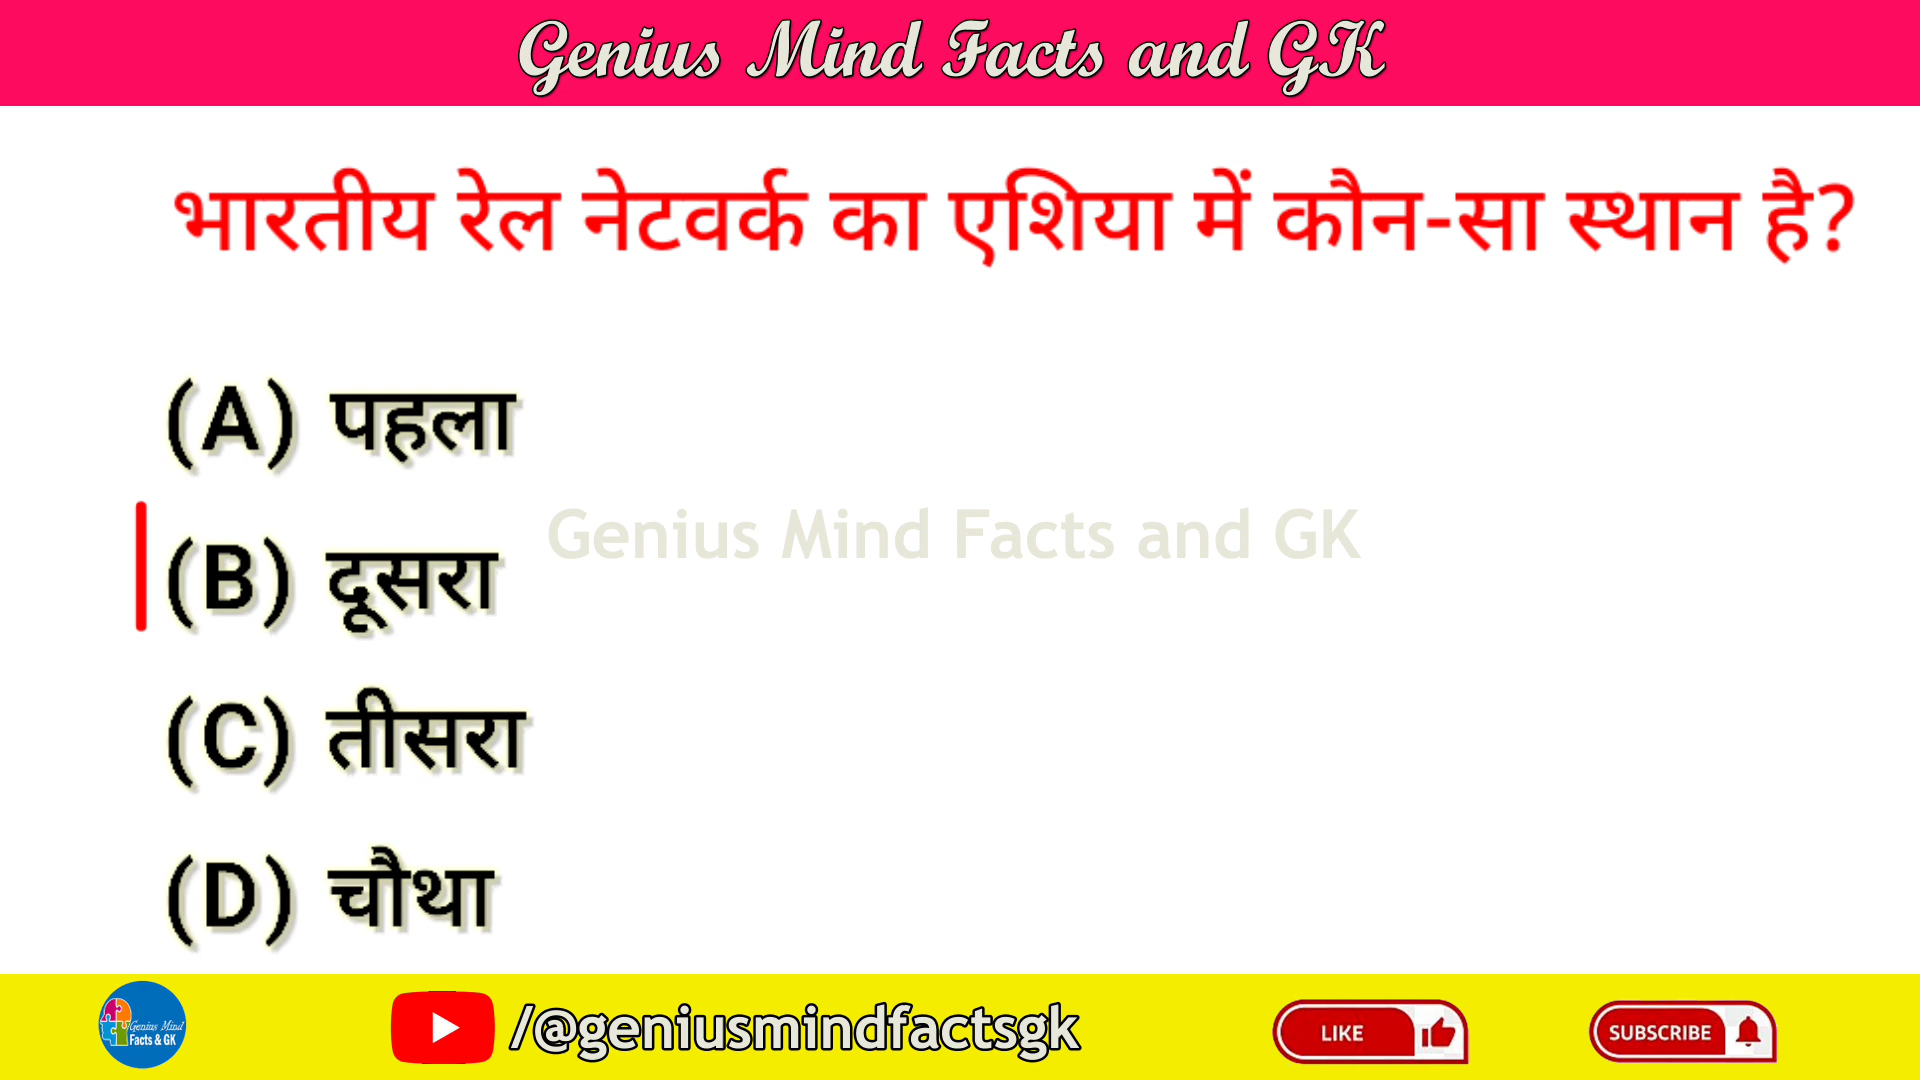 Genius Mind Facts and GK
भारतीय रेल नेटवर्क का एशिया में कौन-सा स्थान है?
(A) पहला
(B) दूसरा
Genius Mind Facts and GK
(C) तीसरा
(D) चौथा
Genius Mind
Facts & GK
/@geniusmindfactsgk
LIKE
SUBSCRIBE